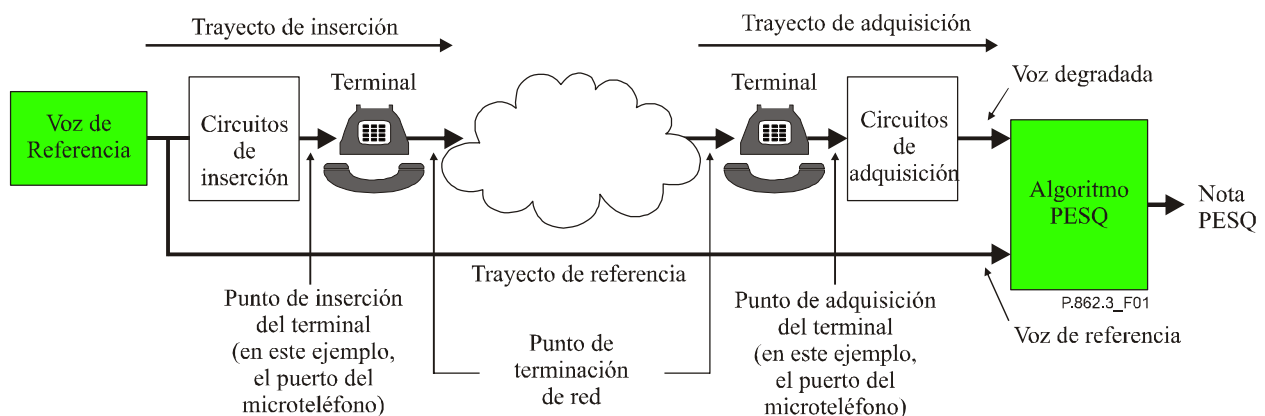 Trayecto de inserción
Trayecto de adquisición
Voz de
Referencia
Circuitos
de
inserción
Terminal
Terminal
Circuitos
de
adquisición
Voz degradada
Algoritmo
PESQ
Nota
PESQ
Trayecto de referencia
P.862.3_F01
Voz de referencia
Punto de inserción
del terminal
(en este ejemplo,
el puerto del
microteléfono)
Punto de
terminación
de red
Punto de adquisición
del terminal
(en este ejemplo,
el puerto del
microteléfono)